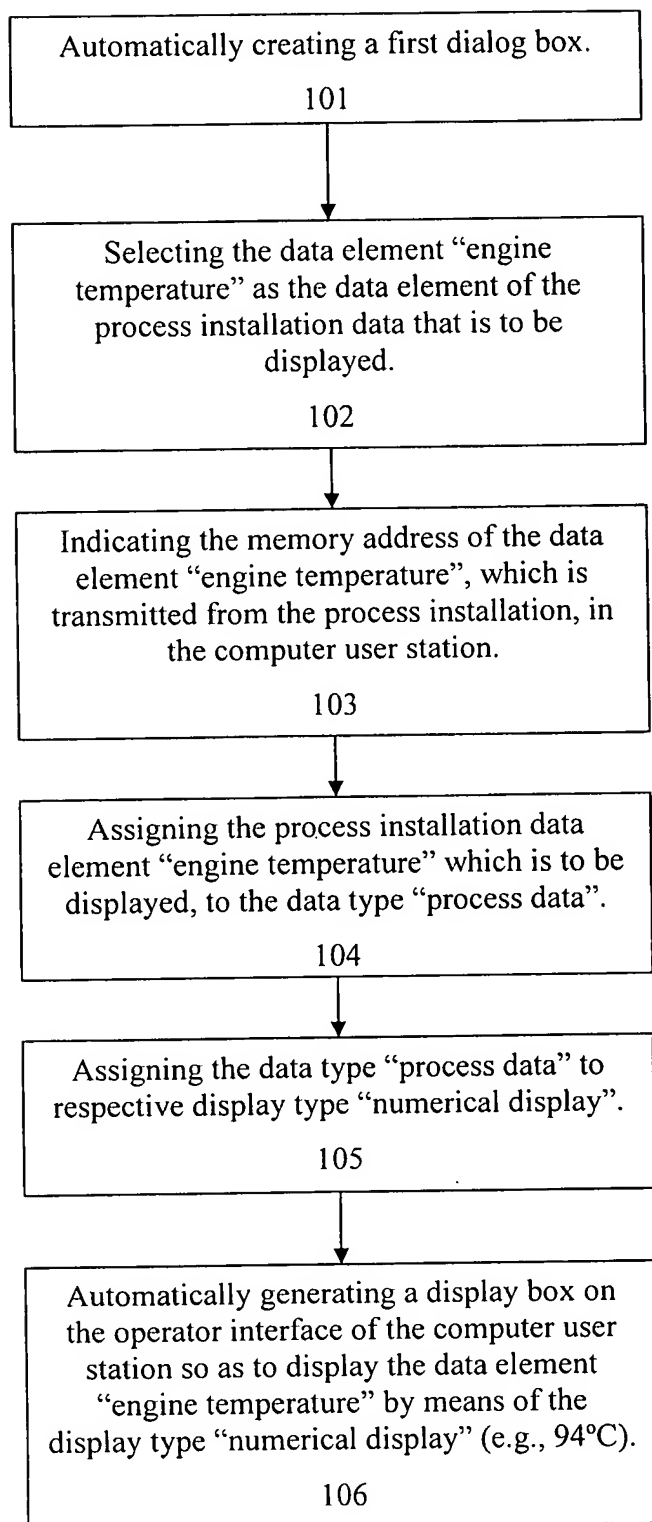 Automatically creating a first dialog box.
101
Selecting the data element “engine
temperature” as the data element of the
process installation data that is to be
displayed.
102
Indicating the memory address of the data
element “engine temperature”, which is
transmitted from the process installation, in
the computer user station.
103
Assigning the process installation data
element “engine temperature” which is to be
displayed, to the data type “process data”.
104
Assigning the data type “process data” to
respective display type “numerical display”.
105
Automatically generating a display box on
the operator interface of the computer user
station so as to display the data element
“engine temperature” by means of the
display type “numerical display” (e.g., 94ºC).
106